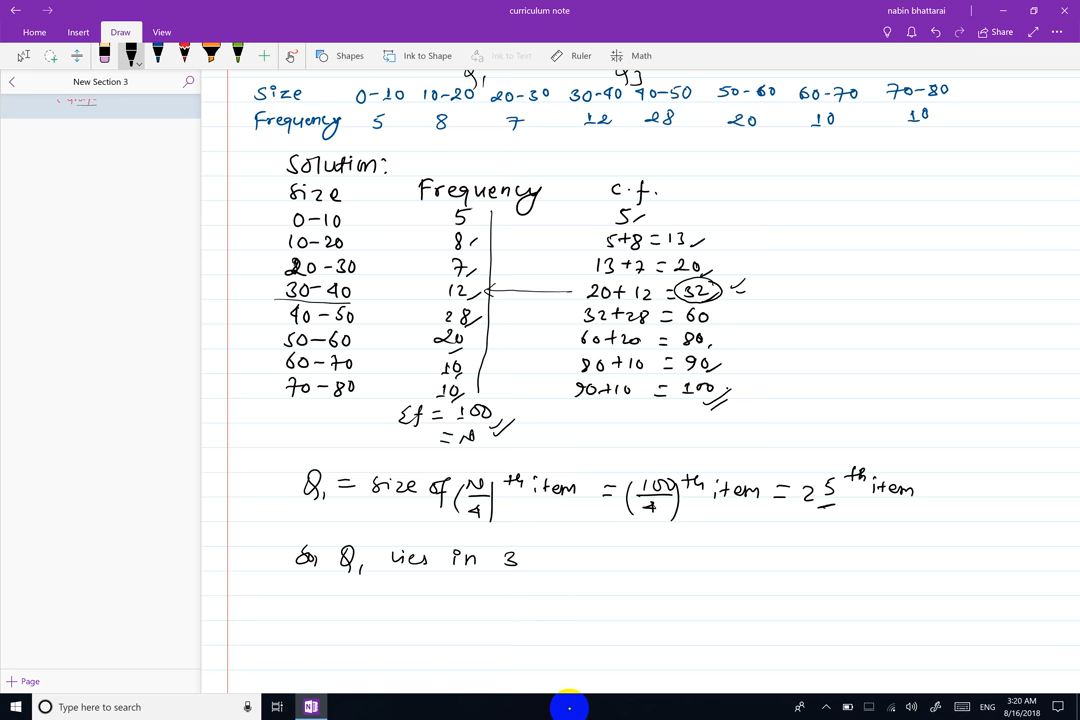 curriculum note
nabin bhattarai
Home Insert Draw View
Share
Shapes Ink to Shape Ink to Text Ruler Math
New Section 3
Q₁
Size 0-10 10-20 20-30 30-40 40-50 50-60 60-70 70-80
Frequency 5 8 7 12 28 20 10 10
Solution:
Size Frequency c.f.
0-10 5 5
10-20 8 5+8 = 13
20-30 7 13+7 = 20
30-40 12 20+12 = 32
40-50 28 32+28 = 60
50-60 20 60+20 = 80
60-70 10 80+10 = 90
70-80 10 90+10 = 100
Σf = 100
= N
Q₁ = size of (N/4)th item = (100/4)th item = 25th item
So, Q₁ lies in 3
+ Page
Type here to search
ENG
3:20 AM
8/16/2018